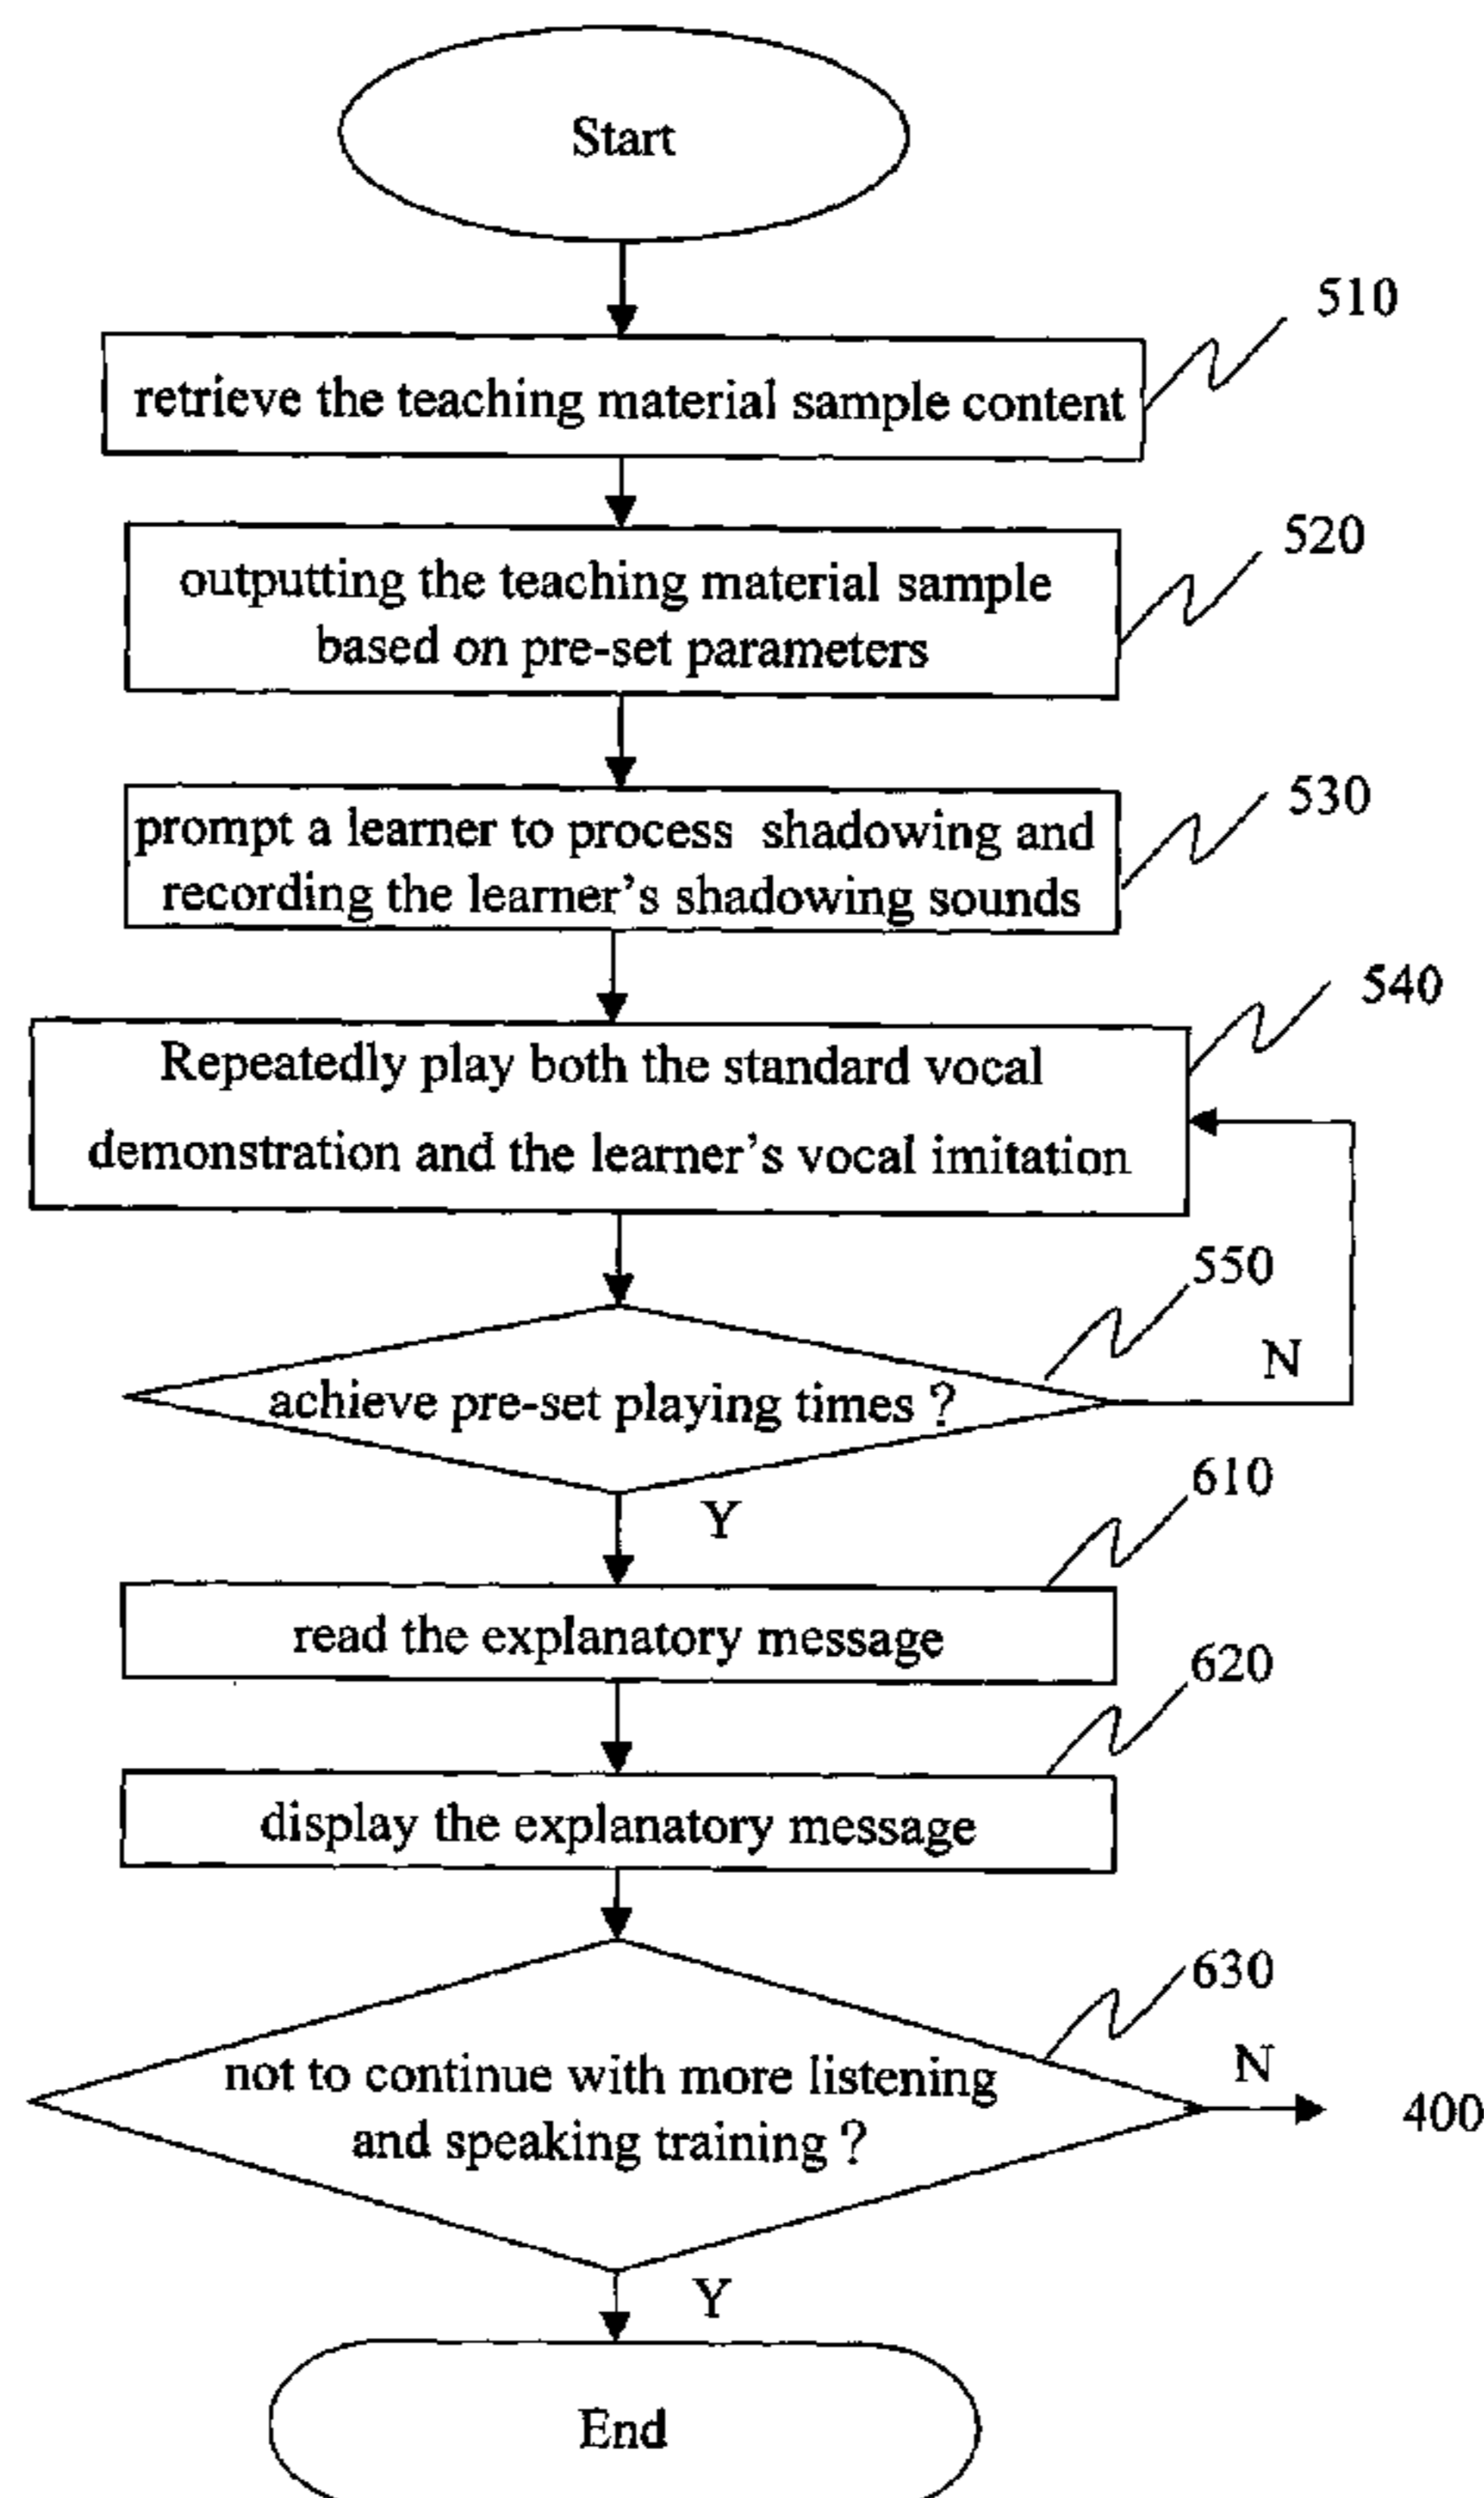 Start
510
retrieve the teaching material sample content
520
outputting the teaching material sample
based on pre-set parameters
530
prompt a learner to process shadowing and
recording the learner's shadowing sounds
540
Repeatedly play both the standard vocal
demonstration and the learner's vocal imitation
550
N
achieve pre-set playing times ?
610
Y
read the explanatory message
620
display the explanatory message
630
N
not to continue with more listening
400
and speaking training ?
Y
End